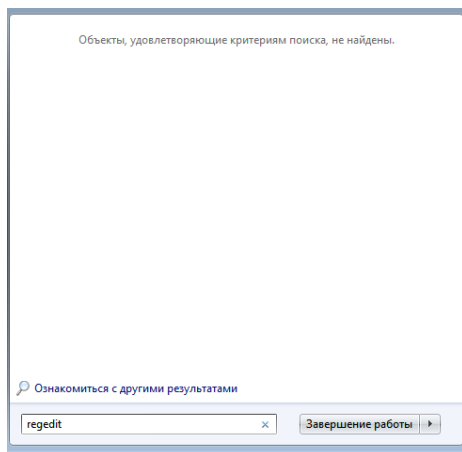 Объекты, удовлетворяющие критериям поиска, не найдены.
Ознакомиться с другими результатами
regedit
Завершение работы